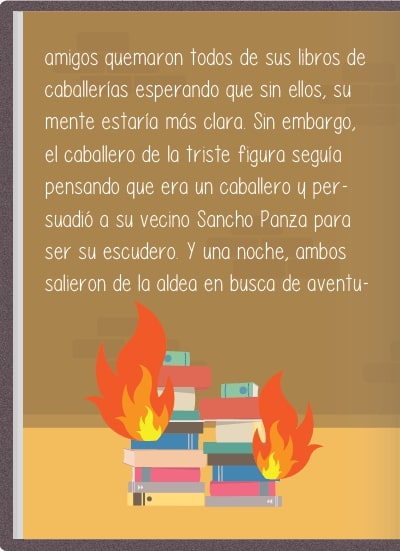 amigos quemaron todos de sus libros de
caballerías esperando que sin ellos, su
mente estaría más clara. Sin embargo,
el caballero de la triste figura seguía
pensando que era un caballero y per-
suadió a su vecino Sancho Panza para
ser su escudero. Y una noche, ambos
salieron de la aldea en busca de aventu-